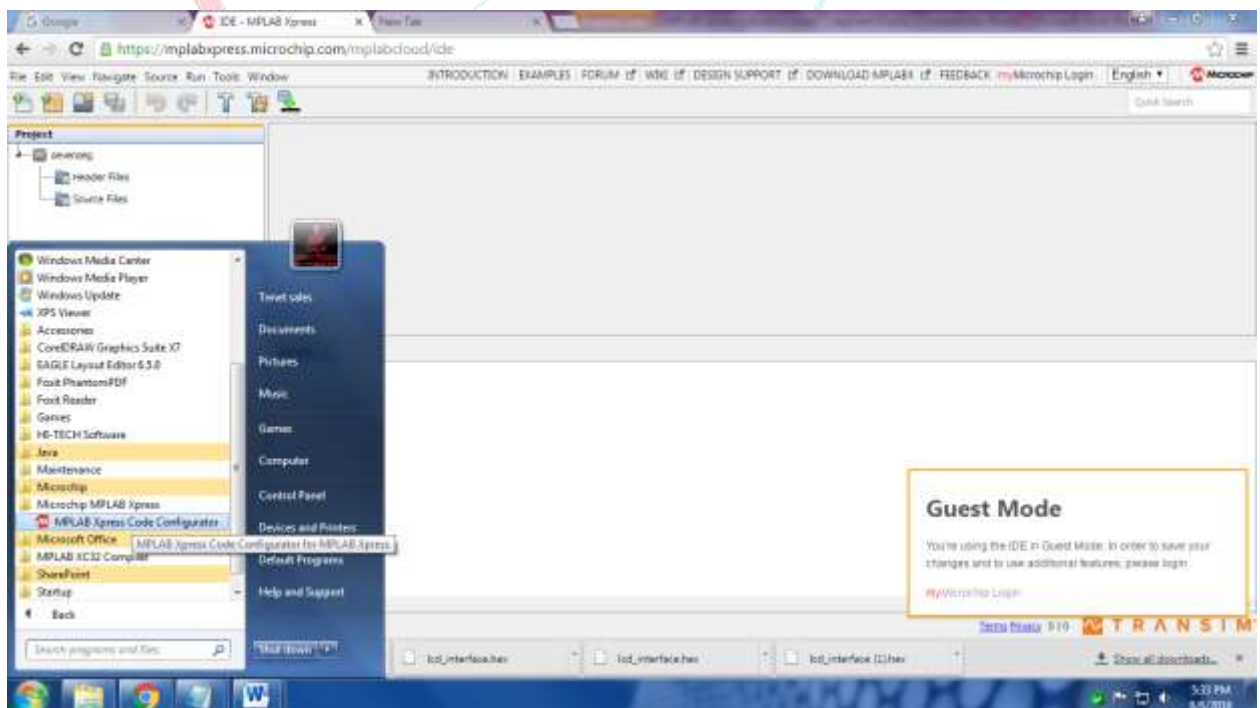 IDE - MPLAB Xpress
New Tab
https://mplabxpress.microchip.com/mplabcloud/ide
File Edit View Navigate Source Run Tools Window
INTRODUCTION EXAMPLES FORUM WIKI DESIGN SUPPORT DOWNLOAD MPLABX FEEDBACK myMicrochip Login English
Quick Search
Project
Header Files
Source Files
Windows Media Center
Windows Media Player
Windows Update
XPS Viewer
Accessories
CorelDRAW Graphics Suite X7
EAGLE Layout Editor 6.5.0
Foxit PhantomPDF
Foxit Reader
Games
HI-TECH Software
Java
Maintenance
Microchip
Microchip MPLAB Xpress
MPLAB Xpress Code Configurator
Microsoft Office
MPLAB XC32 Compiler
SharePoint
Startup
Back
Search programs and files
Tenet sales
Documents
Pictures
Music
Games
Computer
Control Panel
Devices and Printers
Default Programs
Help and Support
Shut down
MPLAB Xpress Code Configurator for MPLAB Xpress
Guest Mode
You're using the IDE in Guest Mode. In order to save your
changes and to use additional features, please login
myMicrochip Login
Terms Privacy
TRANSIM
lcd_interface.hex
lcd_interface.hex
lcd_interface (1).hex
Show all downloads...
5:33 PM